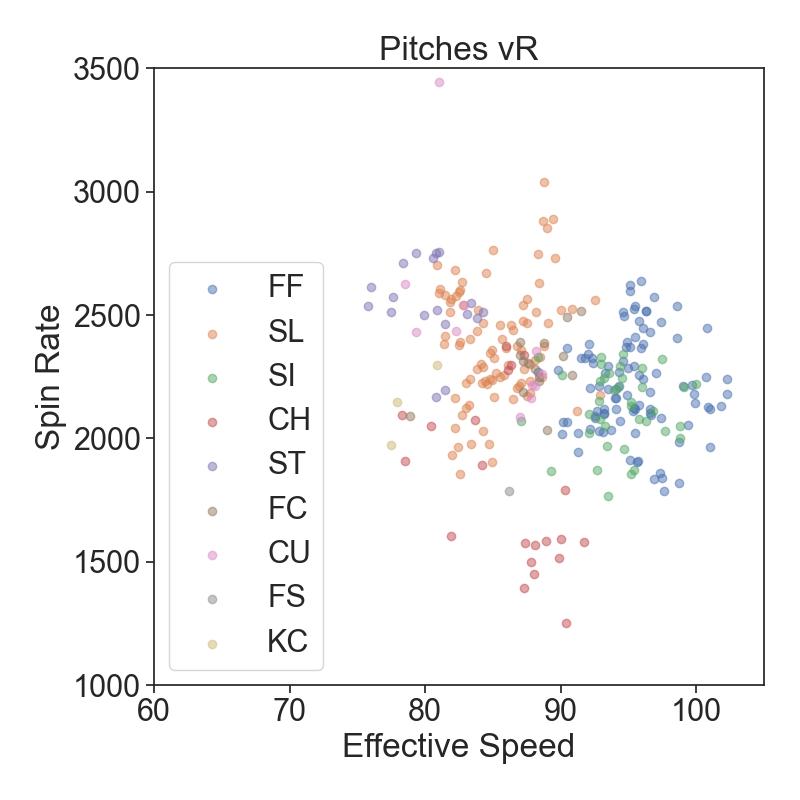 Pitches vR
3500
3000
2500
2000
1500
1000
Spin Rate
FF
SL
SI
CH
ST
FC
CU
FS
KC
60 70 80 90 100
Effective Speed